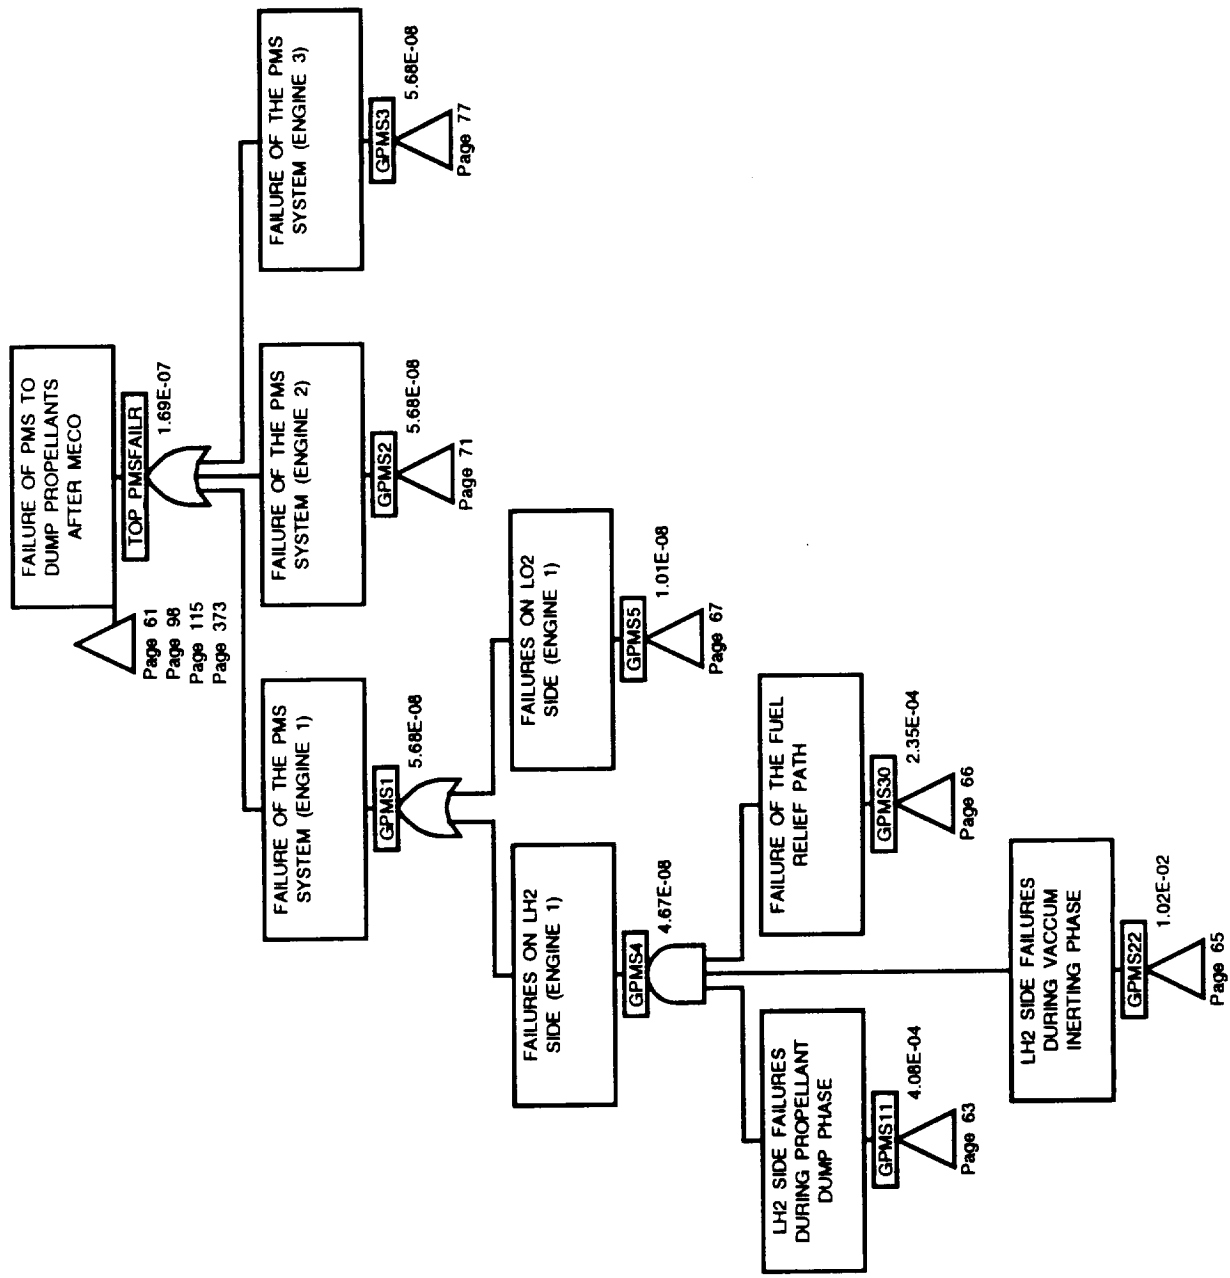 FAILURE OF PMS TO
DUMP PROPELLANTS
AFTER MECO
TOP PMSFAILR
1.69E-07
Page 61
Page 98
Page 115
Page 373
FAILURE OF THE PMS
SYSTEM (ENGINE 1)
GPMS1
5.68E-08
FAILURE OF THE PMS
SYSTEM (ENGINE 2)
GPMS2
5.68E-08
Page 71
FAILURE OF THE PMS
SYSTEM (ENGINE 3)
GPMS3
5.68E-08
Page 77
FAILURES ON LH2
SIDE (ENGINE 1)
GPMS4
4.67E-08
FAILURES ON LO2
SIDE (ENGINE 1)
GPMS5
1.01E-08
Page 67
LH2 SIDE FAILURES
DURING PROPELLANT
DUMP PHASE
GPMS11
4.08E-04
Page 63
FAILURE OF THE FUEL
RELIEF PATH
GPMS30
2.35E-04
Page 66
LH2 SIDE FAILURES
DURING VACCUM
INERTING PHASE
GPMS22
1.02E-02
Page 65